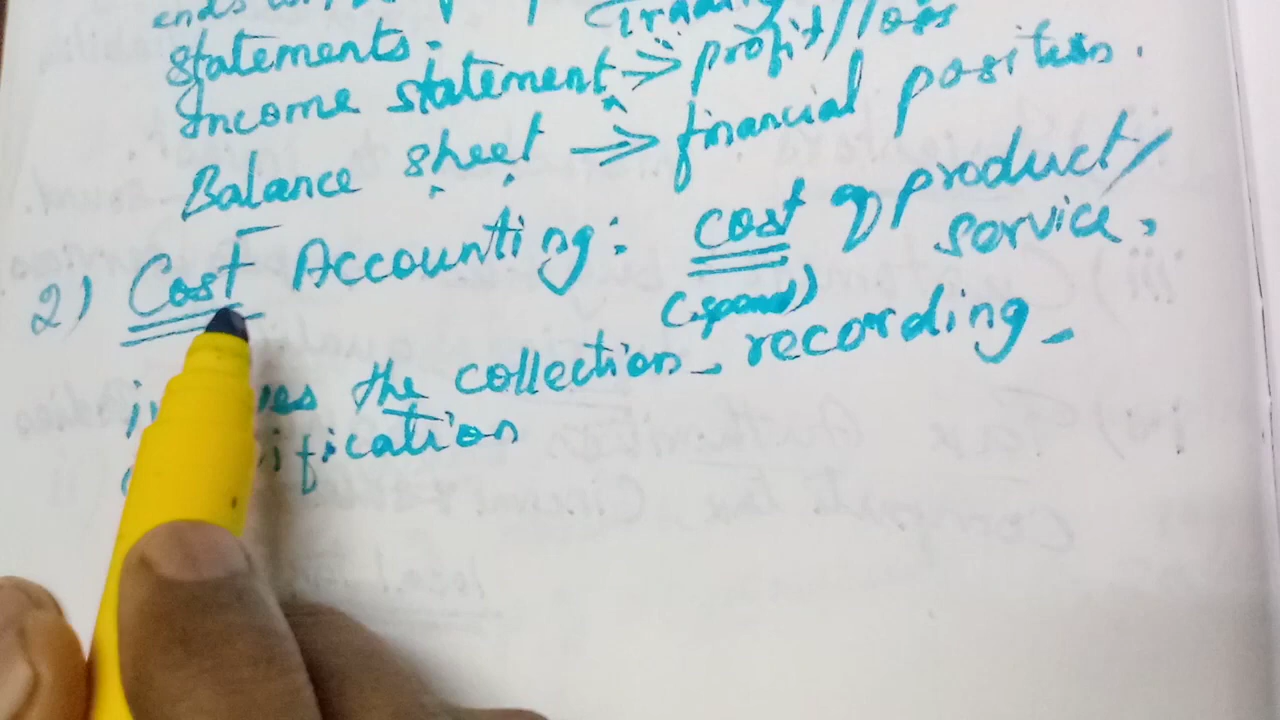 ends
statements:
Income statement → profit/loss
Balance sheet → financial position.
2) Cost Accounting: cost of product/
service.
(spend)
the collection, recording,